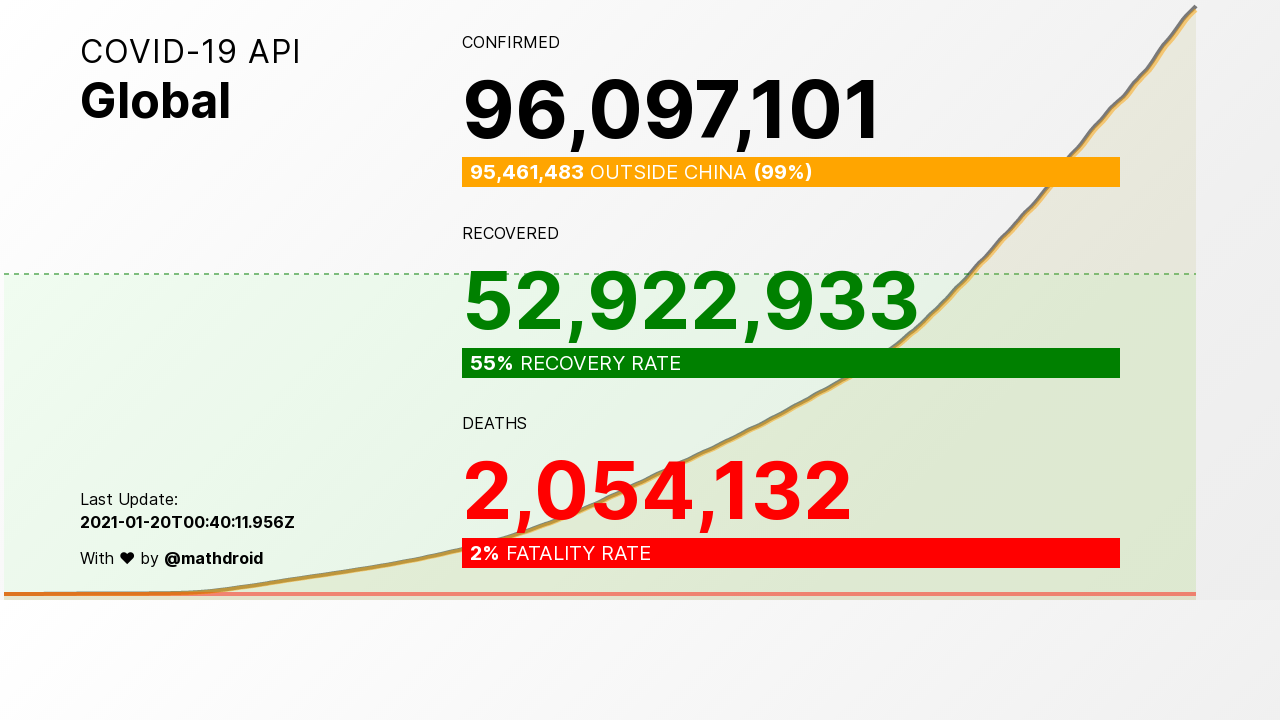 COVID-19 API
Global
CONFIRMED
96,097,101
95,461,483 OUTSIDE CHINA (99%)
RECOVERED
52,922,933
55% RECOVERY RATE
DEATHS
2,054,132
2% FATALITY RATE
Last Update:
2021-01-20T00:40:11.956Z
With ♥ by @mathdroid